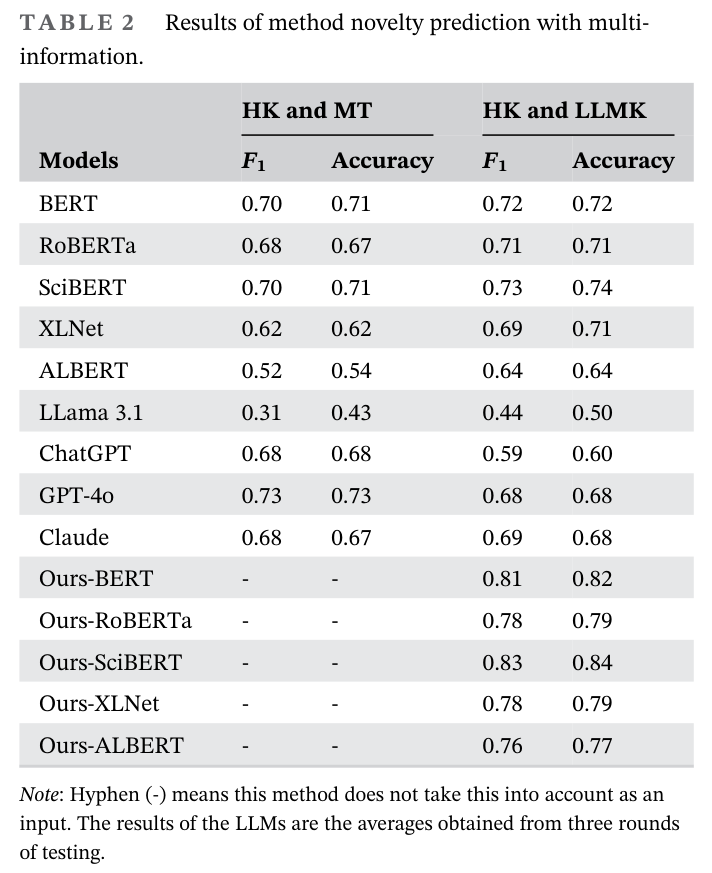 TABLE 2 Results of method novelty prediction with multi-
information.
HK and MT HK and LLMK
Models F1 Accuracy F1 Accuracy
BERT 0.70 0.71 0.72 0.72
RoBERTa 0.68 0.67 0.71 0.71
SciBERT 0.70 0.71 0.73 0.74
XLNet 0.62 0.62 0.69 0.71
ALBERT 0.52 0.54 0.64 0.64
LLama 3.1 0.31 0.43 0.44 0.50
ChatGPT 0.68 0.68 0.59 0.60
GPT-4o 0.73 0.73 0.68 0.68
Claude 0.68 0.67 0.69 0.68
Ours-BERT - - 0.81 0.82
Ours-RoBERTa - - 0.78 0.79
Ours-SciBERT - - 0.83 0.84
Ours-XLNet - - 0.78 0.79
Ours-ALBERT - - 0.76 0.77
Note: Hyphen (-) means this method does not take this into account as an
input. The results of the LLMs are the averages obtained from three rounds
of testing.